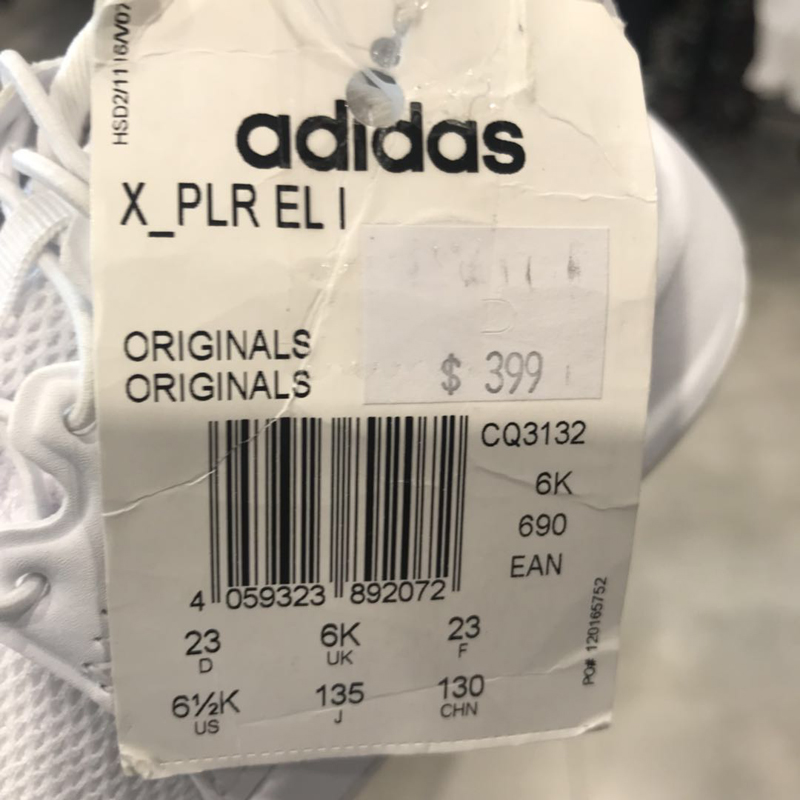 HSD2/1116/V07
adidas
X_PLR EL I
$ 399
ORIGINALS
ORIGINALS
CQ3132
6K
690
EAN
4 059323 892072
23 6K 23
D UK F
6½K 135 130
US J CHN
PO# 120165752